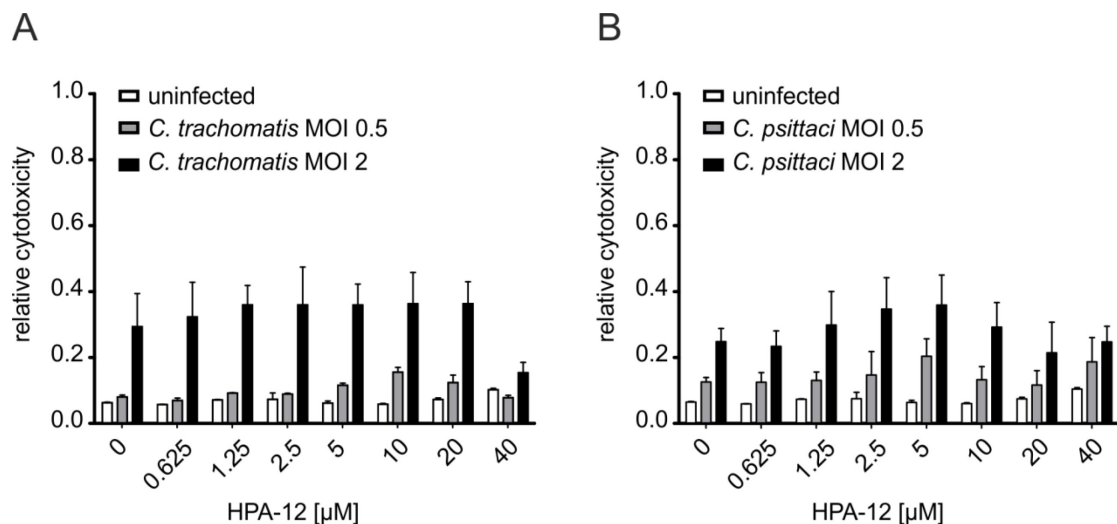 A
relative cytotoxicity
1.0
0.8
0.6
0.4
0.2
0.0
uninfected
C. trachomatis MOI 0.5
C. trachomatis MOI 2
0
0.625
1.25
2.5
5
10
20
40
HPA-12 [µM]
B
relative cytotoxicity
1.0
0.8
0.6
0.4
0.2
0.0
uninfected
C. psittaci MOI 0.5
C. psittaci MOI 2
0
0.625
1.25
2.5
5
10
20
40
HPA-12 [µM]